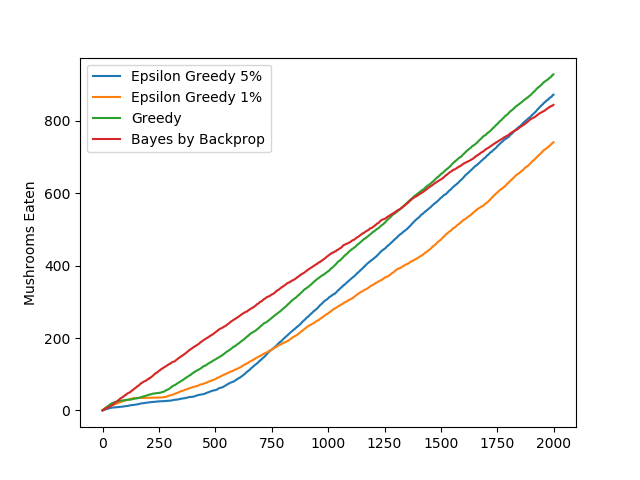 Epsilon Greedy 5%
Epsilon Greedy 1%
Greedy
Bayes by Backprop
Mushrooms Eaten
800
600
400
200
0
0 250 500 750 1000 1250 1500 1750 2000